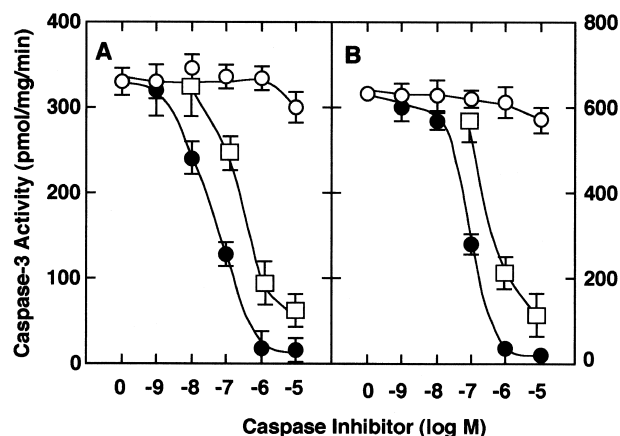 400
300
200
100
0
Caspase-3 Activity (pmol/mg/min)
A
B
800
600
400
200
0
0 -9 -8 -7 -6 -5 0 -9 -8 -7 -6 -5
Caspase Inhibitor (log M)